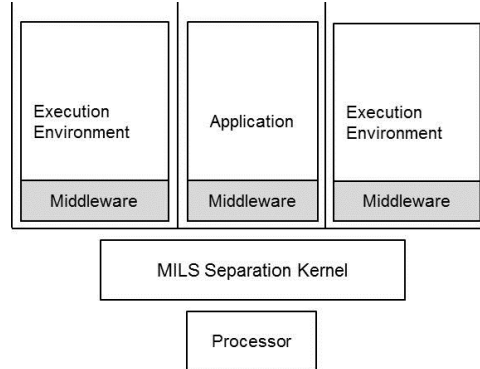 Execution
Environment
Application
Execution
Environment
Middleware
Middleware
Middleware
MILS Separation Kernel
Processor